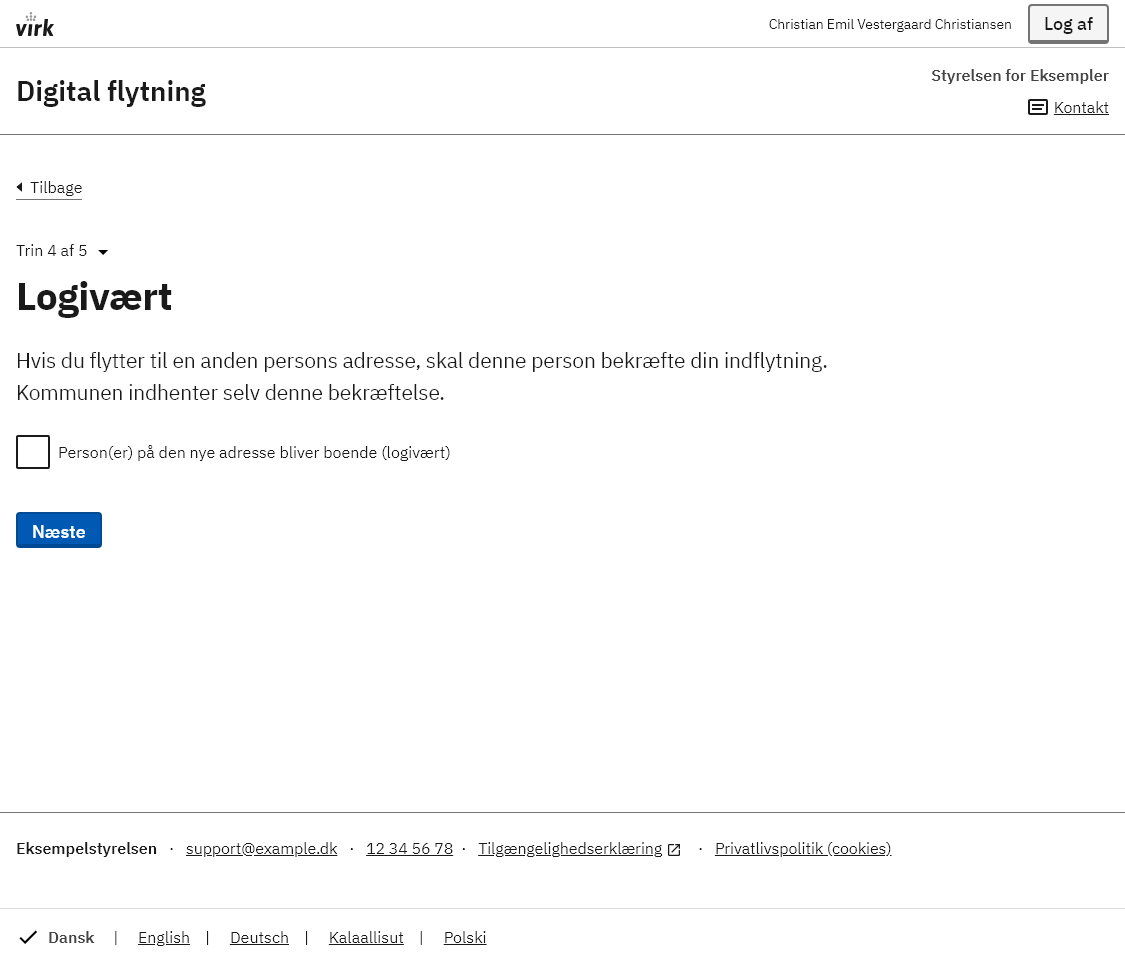 virk
Christian Emil Vestergaard Christiansen
Log af
Digital flytning
Styrelsen for Eksempler
Kontakt
Tilbage
Trin 4 af 5
Logivært
Hvis du flytter til en anden persons adresse, skal denne person bekræfte din indflytning.
Kommunen indhenter selv denne bekræftelse.
Person(er) på den nye adresse bliver boende (logivært)
Næste
Eksempelstyrelsen · support@example.dk · 12 34 56 78 · Tilgængelighedserklæring · Privatlivspolitik (cookies)
Dansk | English | Deutsch | Kalaallisut | Polski